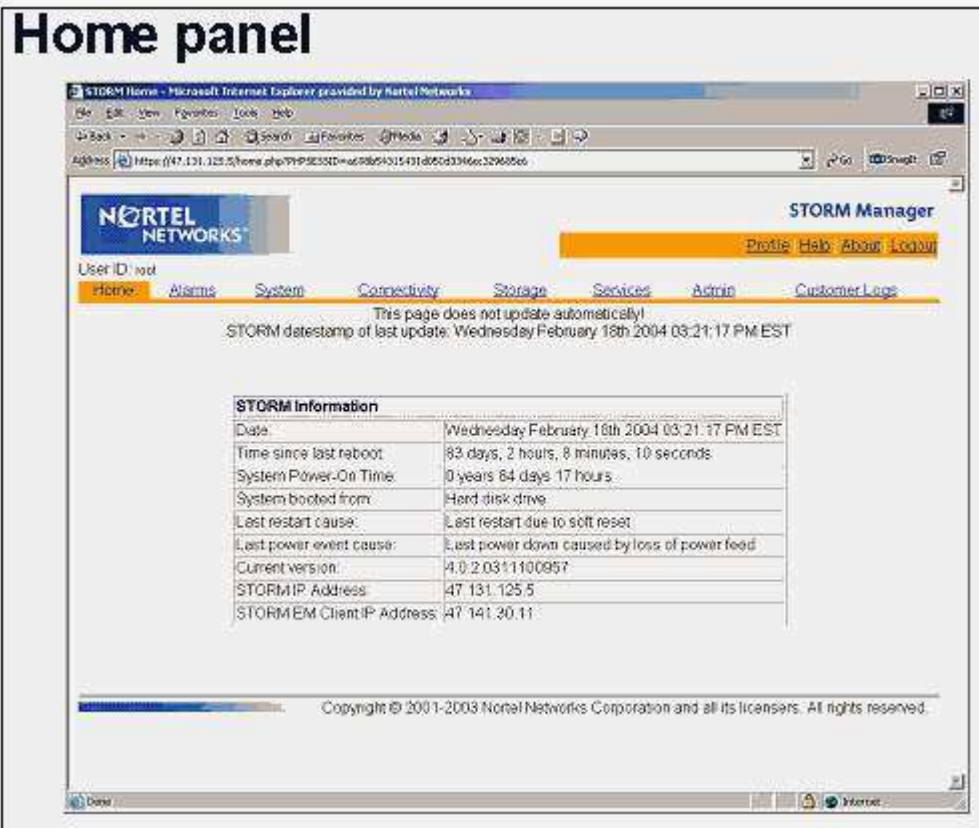 Home panel
STORM Home - Microsoft Internet Explorer provided by Nortel Networks
File Edit View Favorites Tools Help
Back Search Favorites Media
Address Go SnagIt
NORTEL
NETWORKS
STORM Manager
Profile Help About Logout
User ID: root
Home Alarms System Connectivity Storage Services Admin Customer Logs
This page does not update automatically!
STORM datestamp of last update: Wednesday February 18th 2004 03:21:17 PM EST
STORM Information
Date: Wednesday February 18th 2004 03:21:17 PM EST
Time since last reboot: 83 days, 2 hours, 8 minutes, 10 seconds
System Power-On Time: 0 years 84 days 17 hours
System booted from: Hard disk drive
Last restart cause: Last restart due to soft reset
Last power event cause: Last power down caused by loss of power feed
Current version: 4.0.2.0311100957
STORM IP Address: 47.131.125.5
STORM EM Client IP Address: 47.141.30.11
Copyright © 2001-2003 Nortel Networks Corporation and all its licensers. All rights reserved.
Done Internet